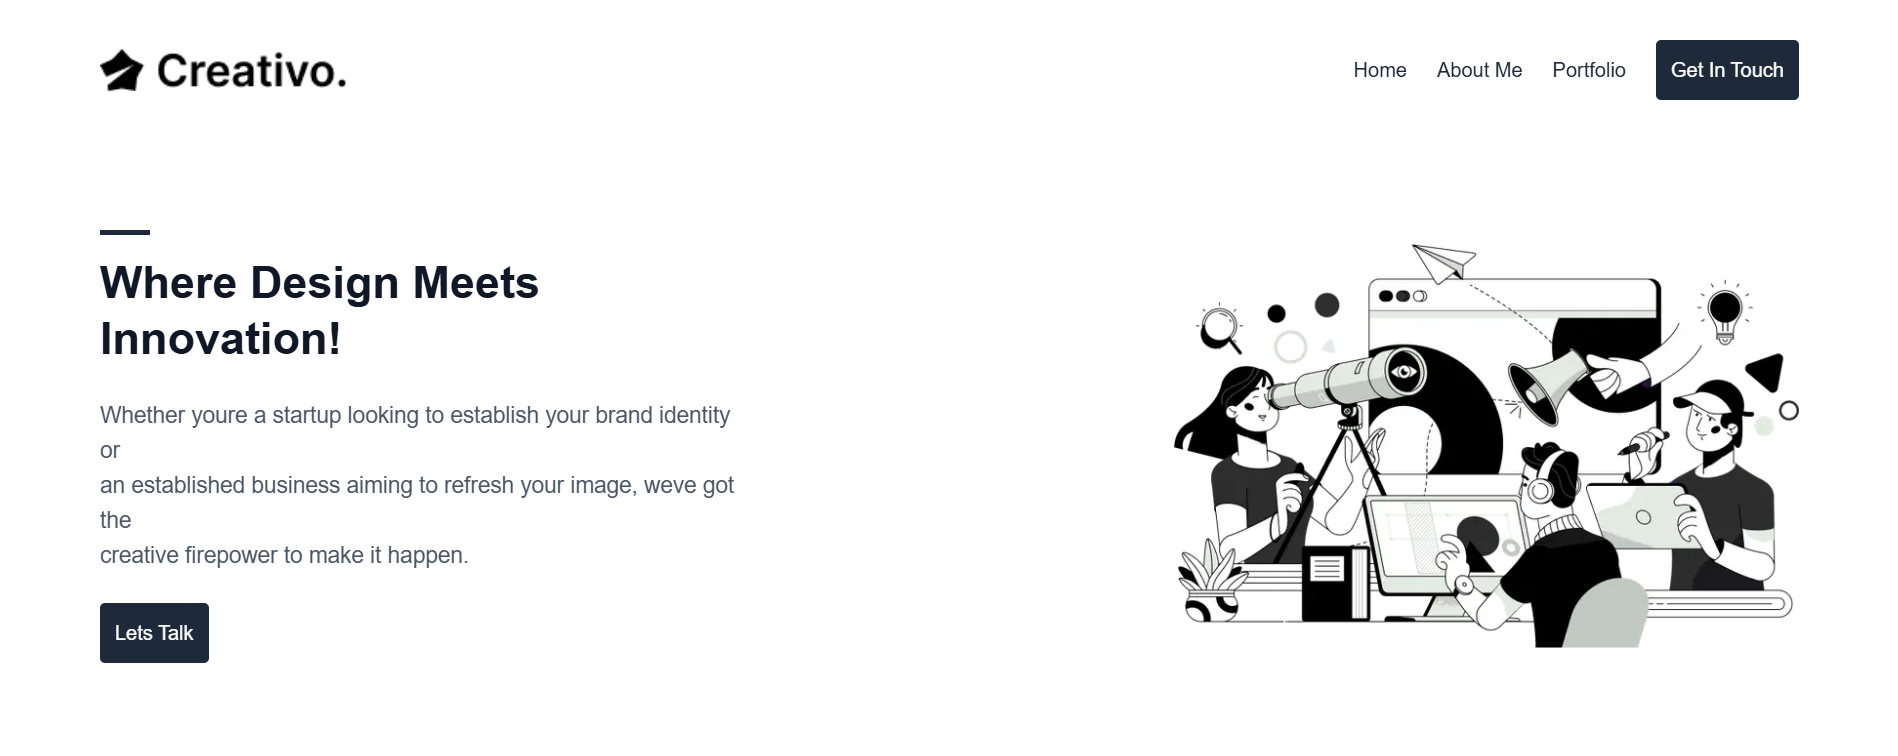 Creativo.
Home About Me Portfolio Get In Touch
Where Design Meets
Innovation!
Whether youre a startup looking to establish your brand identity
or
an established business aiming to refresh your image, weve got
the
creative firepower to make it happen.
Lets Talk